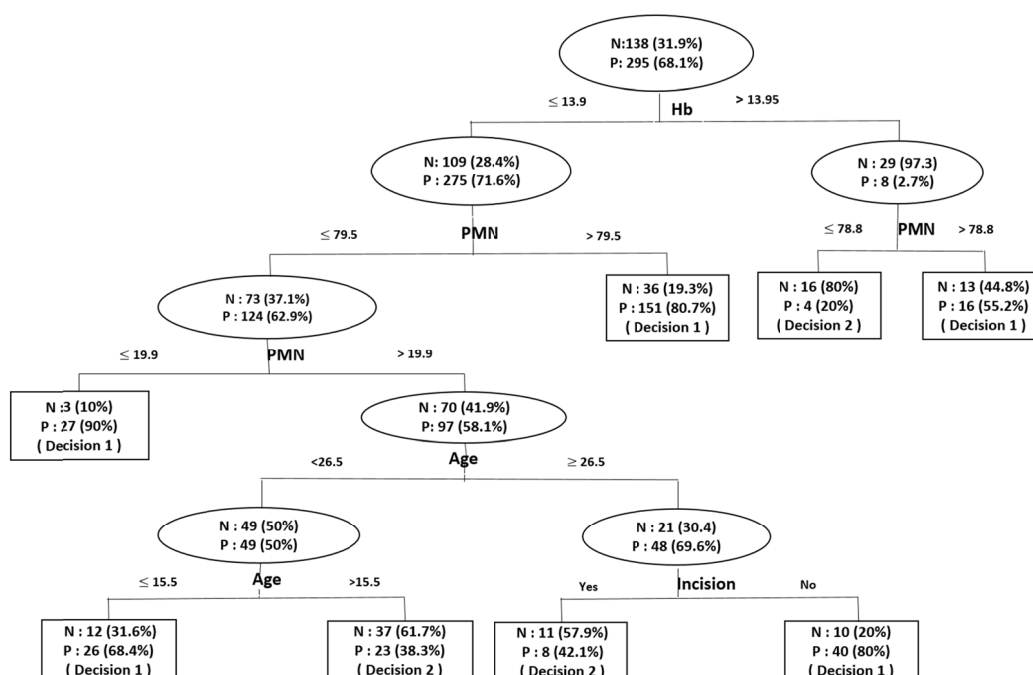 N:138 (31.9%)
P: 295 (68.1%)
≤ 13.9
> 13.95
Hb
N: 109 (28.4%)
P : 275 (71.6%)
N : 29 (97.3)
P : 8 (2.7%)
≤ 79.5
PMN
> 79.5
≤ 78.8
PMN
> 78.8
N : 73 (37.1%)
P : 124 (62.9%)
N : 36 (19.3%)
P : 151 (80.7%)
( Decision 1 )
N : 16 (80%)
P : 4 (20%)
( Decision 2 )
N : 13 (44.8%)
P : 16 (55.2%)
( Decision 1 )
≤ 19.9
PMN
> 19.9
N :3 (10%)
P : 27 (90%)
( Decision 1 )
N : 70 (41.9%)
P: 97 (58.1%)
<26.5
Age
≥ 26.5
N : 49 (50%)
P : 49 (50%)
N : 21 (30.4)
P : 48 (69.6%)
≤ 15.5
Age
>15.5
Yes
Incision
No
N : 12 (31.6%)
P : 26 (68.4%)
( Decision 1 )
N : 37 (61.7%)
P : 23 (38.3%)
( Decision 2 )
N : 11 (57.9%)
P : 8 (42.1%)
( Decision 2 )
N : 10 (20%)
P : 40 (80%)
( Decision 1 )